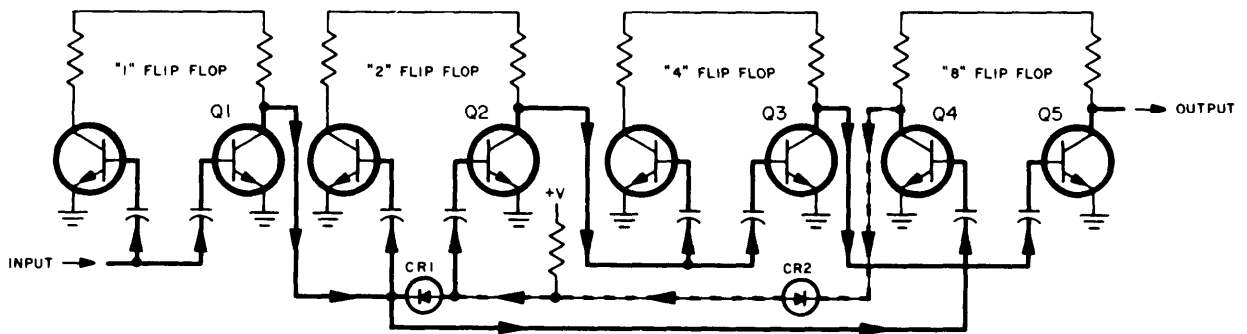 "1" FLIP FLOP
"2" FLIP FLOP
"4" FLIP FLOP
"8" FLIP FLOP
Q1
Q2
Q3
Q4
Q5
OUTPUT
+V
INPUT
CR1
CR2